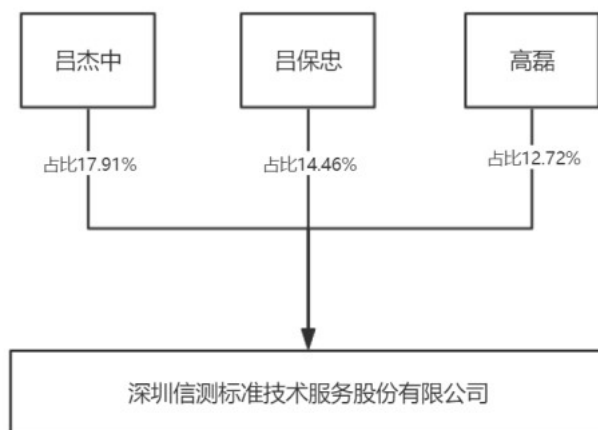 吕杰中
吕保忠
高磊
占比17.91%
占比14.46%
占比12.72%
深圳信测标准技术服务股份有限公司